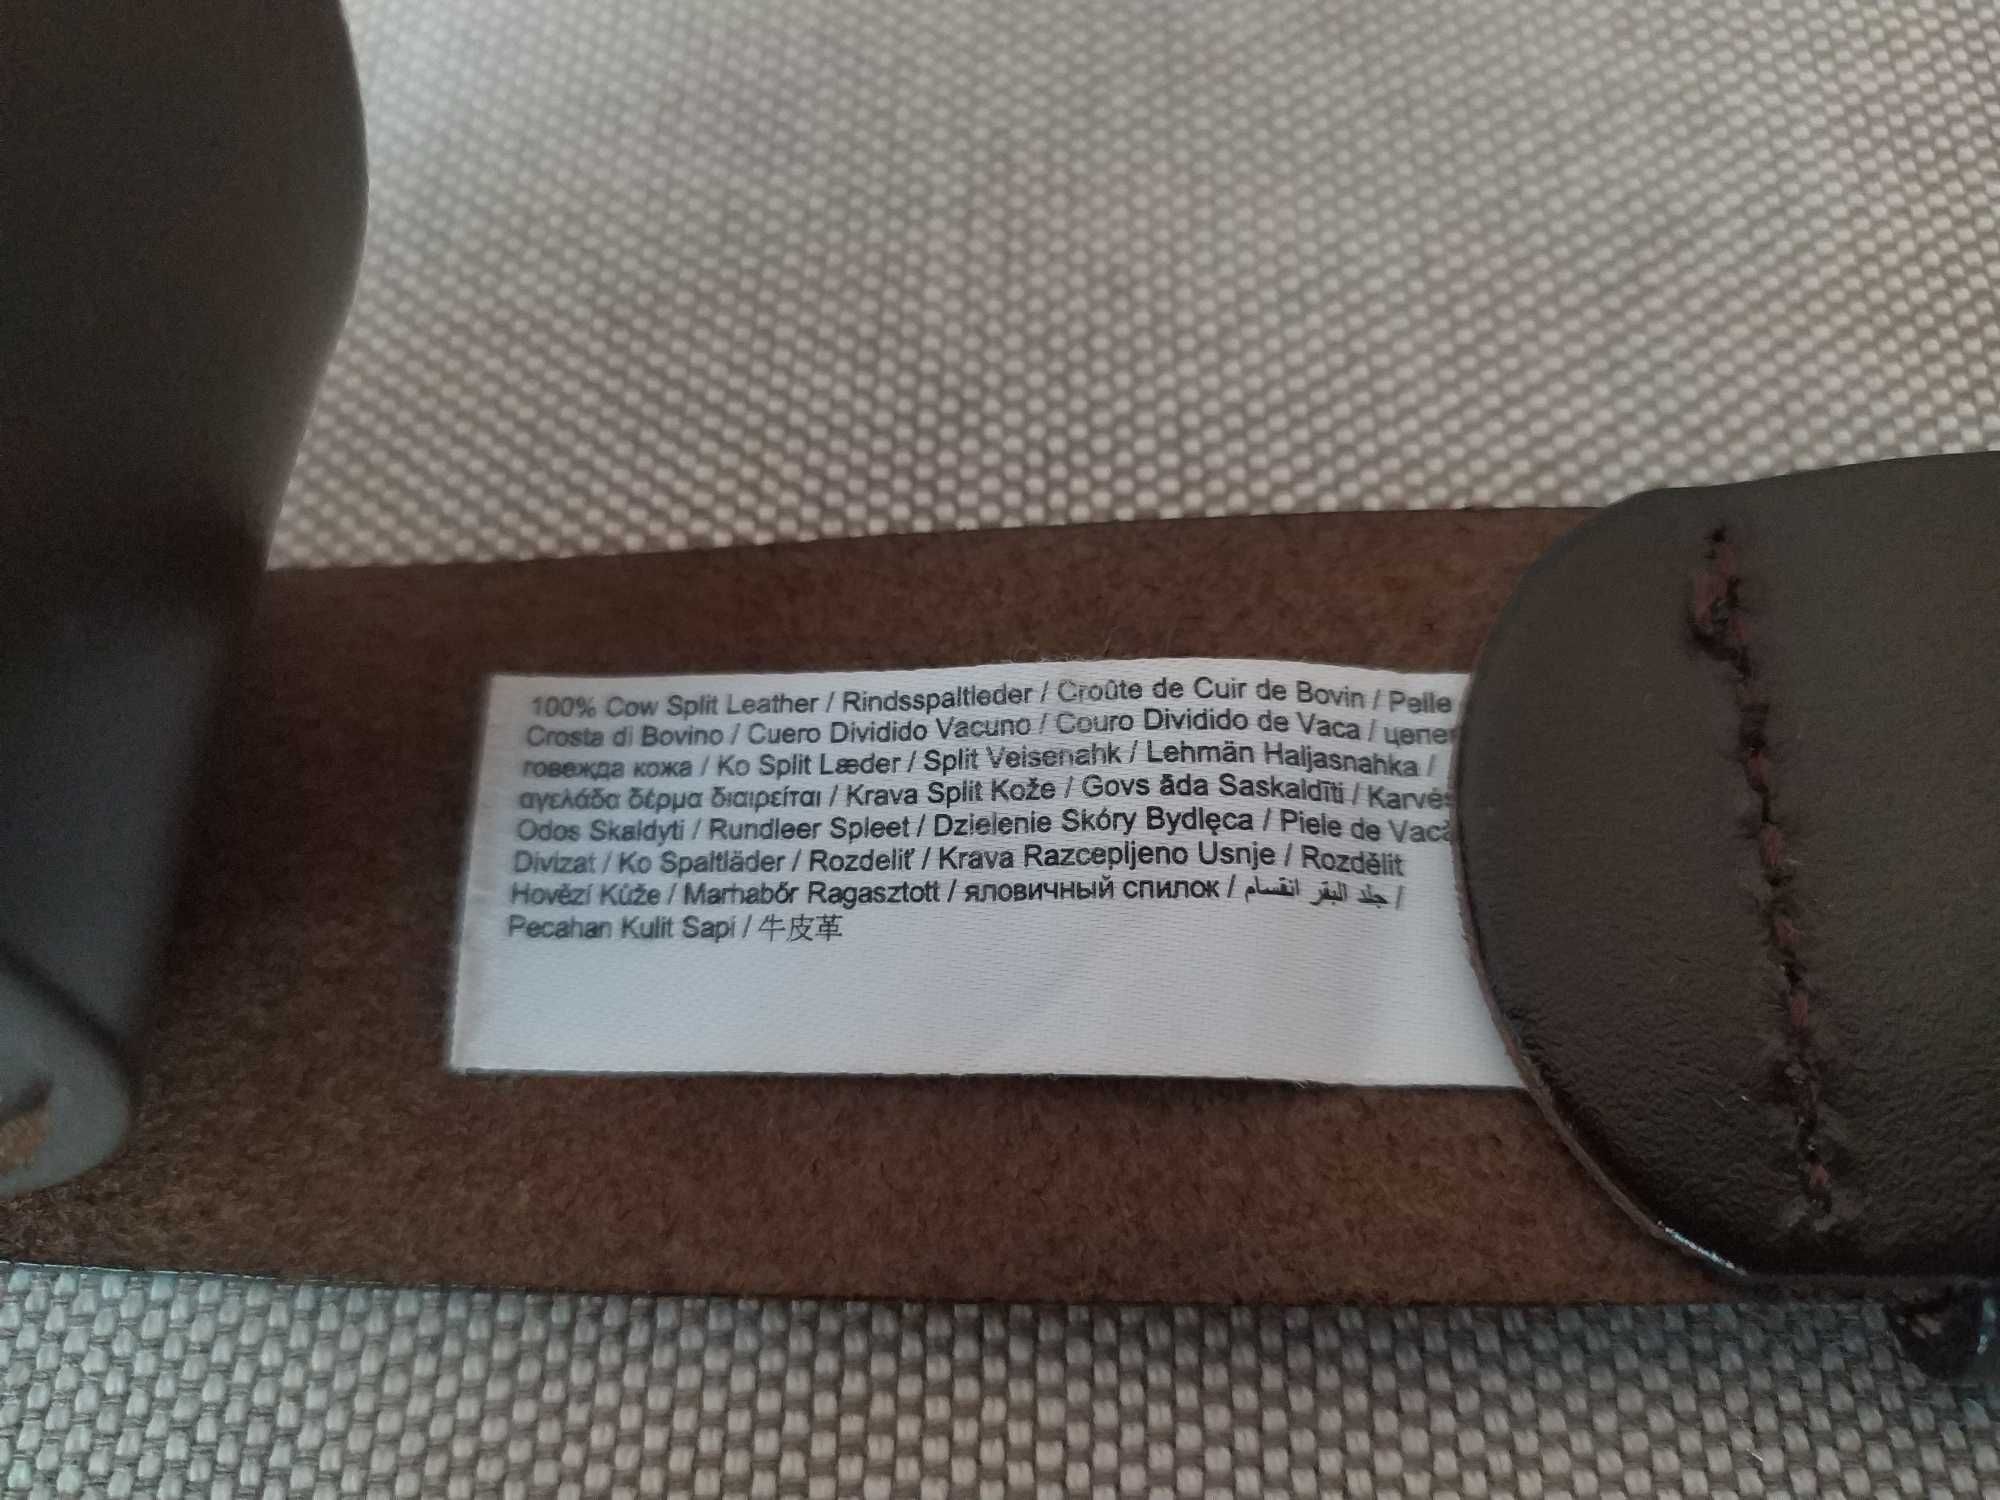 100% Cow Split Leather / Rindsspaltleder / Croûte de Cuir de Bovin / Pelle
Crosta di Bovino / Cuero Dividido Vacuno / Couro Dividido de Vaca /
говежда кожа / Ko Split Læder / Split Veisenahk / Lehmän Haljasnahka /
αγελάδα δέρμα διαιρείται / Krava Split Kože / Govs āda Saskaldīti /
Odos Skaldyti / Rundleer Spleet / Dzielenie Skóry Bydlęca / Piele de Vacă
Divizat / Ko Spaltläder / Rozdeliť / Krava Razcepljeno Usnje / Rozdělit
Hovězí Kůže / Marhabőr Ragasztott / яловичный спилок / جلد البقر انقسام /
Pecahan Kulit Sapi / 牛皮革